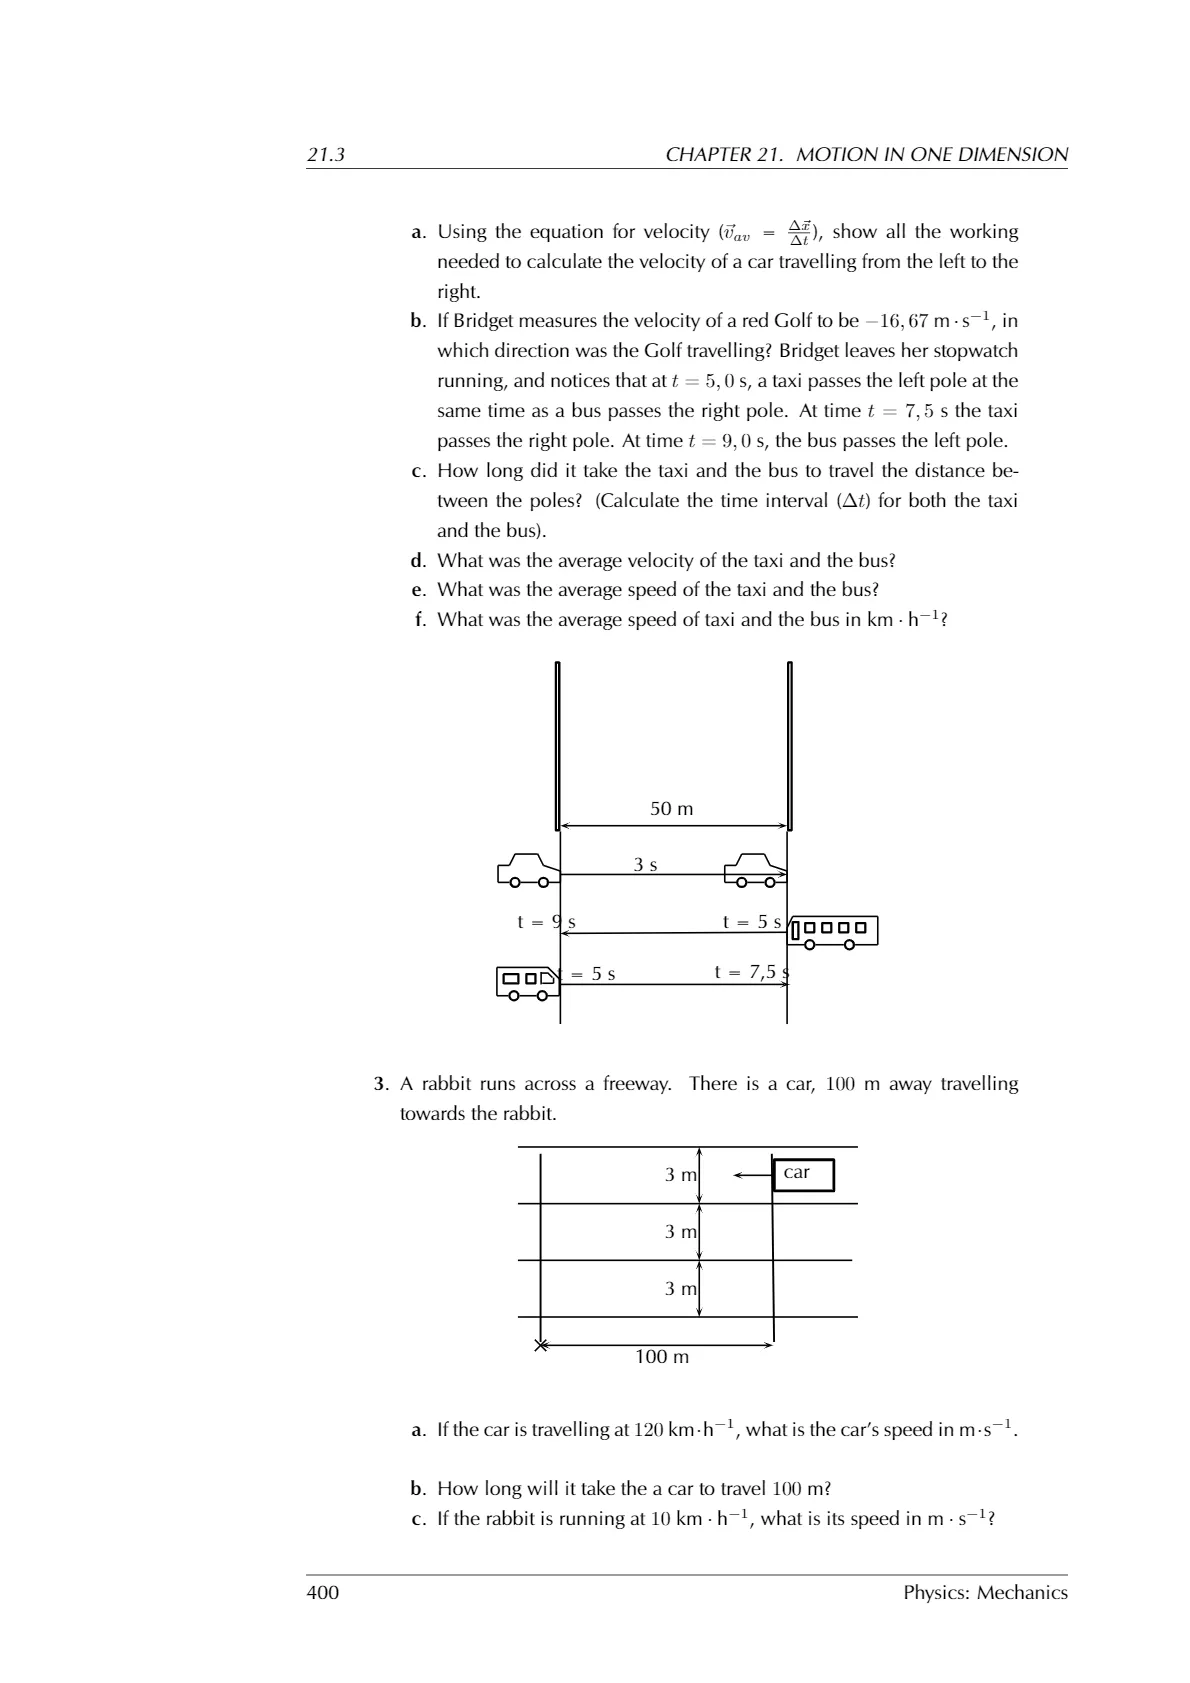 21.3 CHAPTER 21. MOTION IN ONE DIMENSION
a. Using the equation for velocity (v⃗av = Δx⃗/Δt), show all the working
needed to calculate the velocity of a car travelling from the left to the
right.
b. If Bridget measures the velocity of a red Golf to be −16, 67 m · s⁻¹, in
which direction was the Golf travelling? Bridget leaves her stopwatch
running, and notices that at t = 5, 0 s, a taxi passes the left pole at the
same time as a bus passes the right pole. At time t = 7, 5 s the taxi
passes the right pole. At time t = 9, 0 s, the bus passes the left pole.
c. How long did it take the taxi and the bus to travel the distance be-
tween the poles? (Calculate the time interval (Δt) for both the taxi
and the bus).
d. What was the average velocity of the taxi and the bus?
e. What was the average speed of the taxi and the bus?
f. What was the average speed of taxi and the bus in km · h⁻¹?
50 m
3 s
t = 9 s t = 5 s
t = 5 s t = 7,5 s
3. A rabbit runs across a freeway. There is a car, 100 m away travelling
towards the rabbit.
3 m car
3 m
3 m
100 m
a. If the car is travelling at 120 km·h⁻¹, what is the car’s speed in m·s⁻¹.
b. How long will it take the a car to travel 100 m?
c. If the rabbit is running at 10 km · h⁻¹, what is its speed in m · s⁻¹?
400 Physics: Mechanics